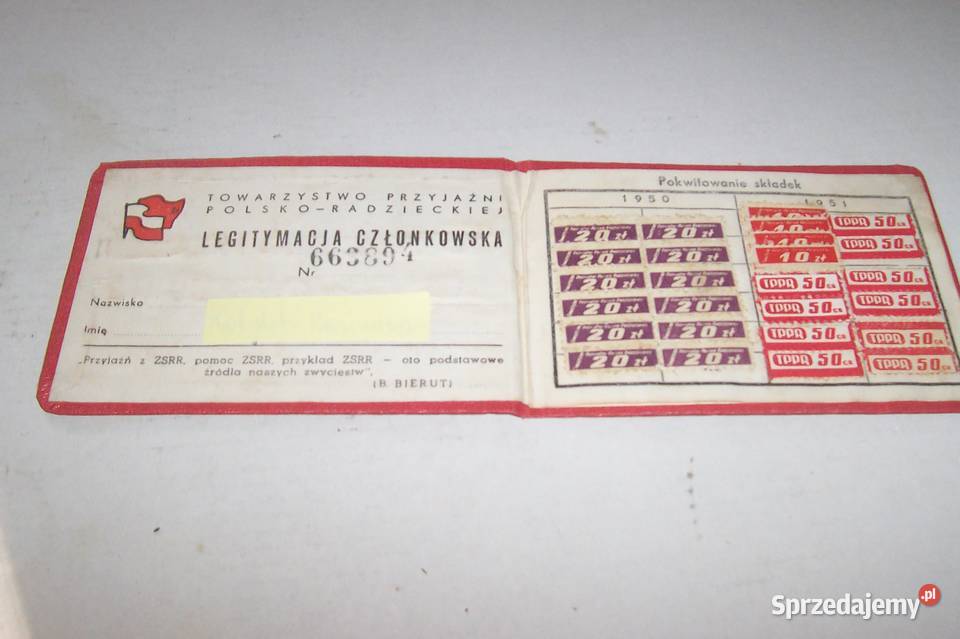 TOWARZYSTWO PRZYJAŹNI
POLSKO-RADZIECKIEJ
LEGITYMACJA CZŁONKOWSKA
663894
Nr
Nazwisko
Imię
„Przyjaźń z ZSRR, pomoc ZSRR, przykład ZSRR — oto podstawowe
źródła naszych zwycięstw".
(B. BIERUT)
Pokwitowanie składek
1950
1951
20 zł 20 zł
20 zł 20 zł
20 zł 20 zł
20 zł 20 zł
20 zł 20 zł
20 zł 20 zł
10
10
10 zł
TPPR 50 GR
TPPR 50 GR
TPPR 50 GR TPPR 50 GR
TPPR 50 GR TPPR 50 GR
TPPR 50 GR TPPR 50 GR
TPPR 50 GR TPPR 50 GR
Sprzedajemy.pl